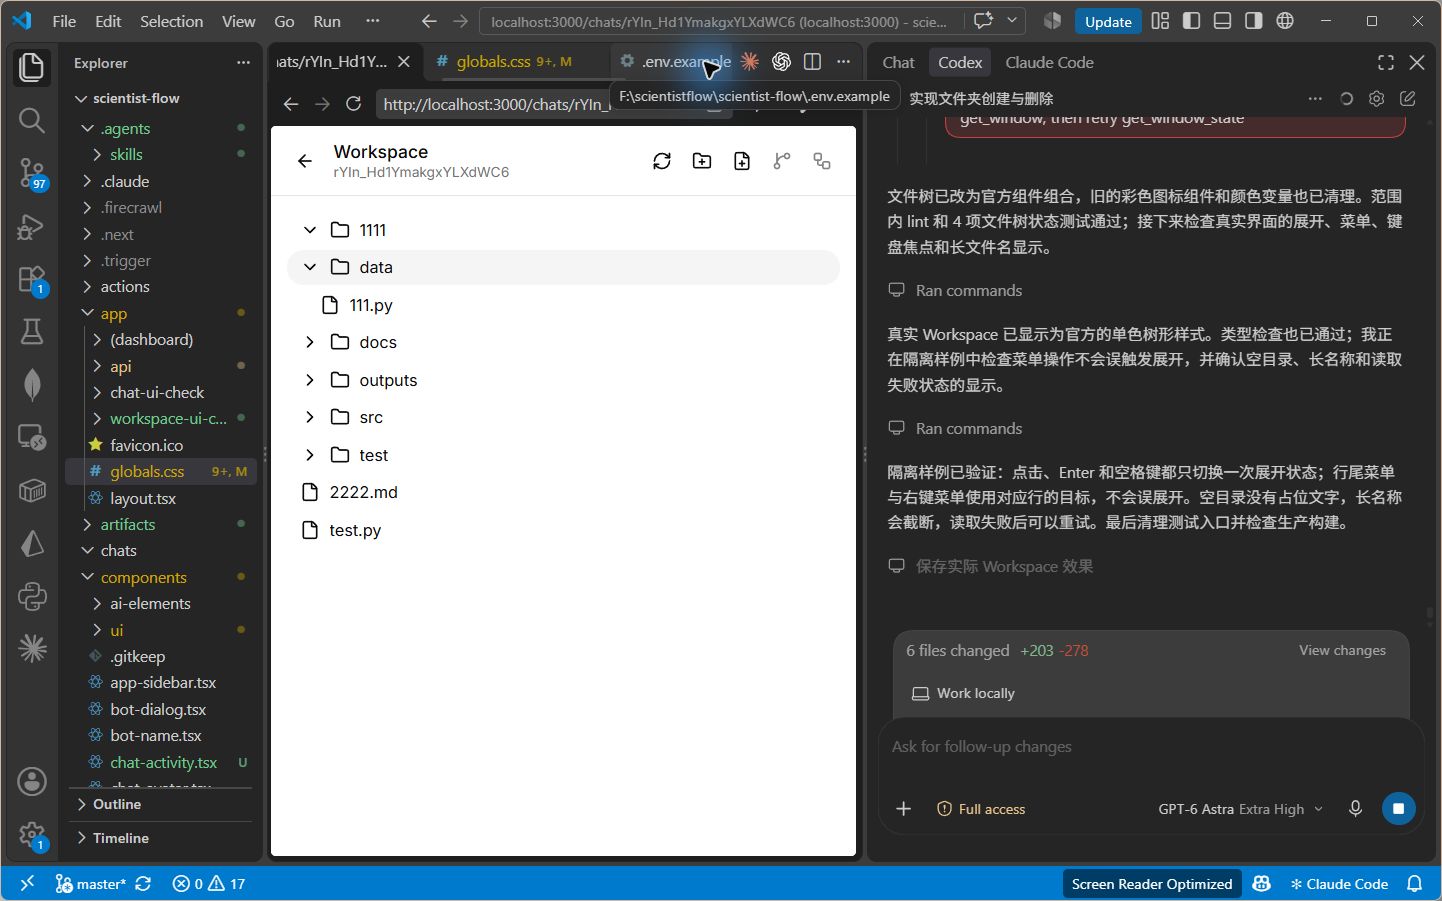 File Edit Selection View Go Run ···
localhost:3000/chats/rYIn_Hd1YmakgxYLXdWC6 (localhost:3000) - scie...
Update
Explorer
scientist-flow
.agents
skills
.claude
.firecrawl
.next
.trigger
actions
app
(dashboard)
api
chat-ui-check
workspace-ui-c...
favicon.ico
globals.css 9+, M
layout.tsx
artifacts
chats
components
ai-elements
ui
.gitkeep
app-sidebar.tsx
bot-dialog.tsx
bot-name.tsx
chat-activity.tsx U
Outline
Timeline
97
1
1
ats/rYIn_Hd1Y...
globals.css 9+, M
.env.example
F:\scientistflow\scientist-flow\.env.example
http://localhost:3000/chats/rYIn_
Workspace
rYIn_Hd1YmakgxYLXdWC6
1111
data
111.py
docs
outputs
src
test
2222.md
test.py
Chat Codex Claude Code
实现文件夹创建与删除
get_window, then retry get_window_state
文件树已改为官方组件组合，旧的彩色图标组件和颜色变量也已清理。范围
内 lint 和 4 项文件树状态测试通过；接下来检查真实界面的展开、菜单、键
盘焦点和长文件名显示。
Ran commands
真实 Workspace 已显示为官方的单色树形样式。类型检查也已通过；我正
在隔离样例中检查菜单操作不会误触发展开，并确认空目录、长名称和读取
失败状态的显示。
Ran commands
隔离样例已验证：点击、Enter 和空格键都只切换一次展开状态；行尾菜单
与右键菜单使用对应行的目标，不会误展开。空目录没有占位文字，长名称
会截断，读取失败后可以重试。最后清理测试入口并检查生产构建。
保存实际 Workspace 效果
6 files changed +203 -278 View changes
Work locally
Ask for follow-up changes
Full access
GPT-6 Astra Extra High
master* 0 17
Screen Reader Optimized
Claude Code